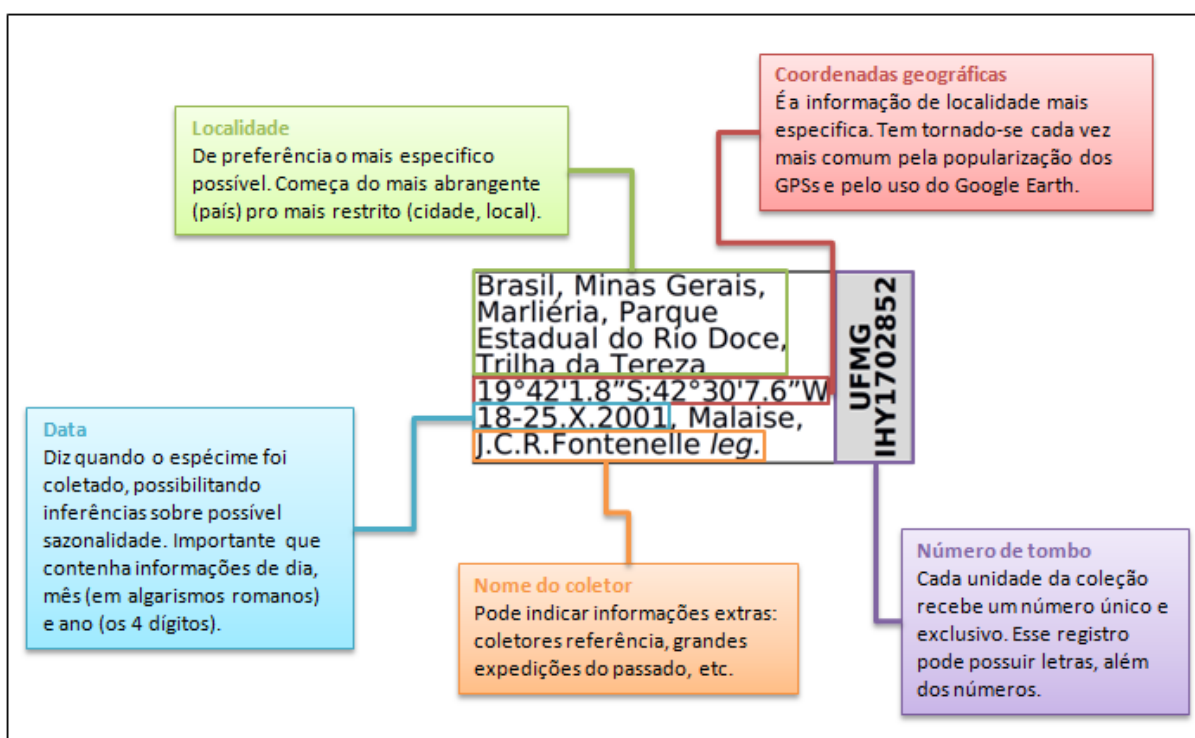 Coordenadas geográficas
É a informação de localidade mais
especifica. Tem tornado-se cada vez
mais comum pela popularização dos
GPSs e pelo uso do Google Earth.
Localidade
De preferência o mais especifico
possível. Começa do mais abrangente
(país) pro mais restrito (cidade, local).
Brasil, Minas Gerais,
Marliéria, Parque
Estadual do Rio Doce,
Trilha da Tereza
19°42'1.8”S;42°30'7.6”W
18-25.X.2001, Malaise,
J.C.R.Fontenelle leg.
UFMG
IHY1702852
Data
Diz quando o espécime foi
coletado, possibilitando
inferências sobre possível
sazonalidade. Importante que
contenha informações de dia,
mês (em algarismos romanos)
e ano (os 4 dígitos).
Nome do coletor
Pode indicar informações extras:
coletores referência, grandes
expedições do passado, etc.
Número de tombo
Cada unidade da coleção
recebe um número único e
exclusivo. Esse registro
pode possuir letras, além
dos números.